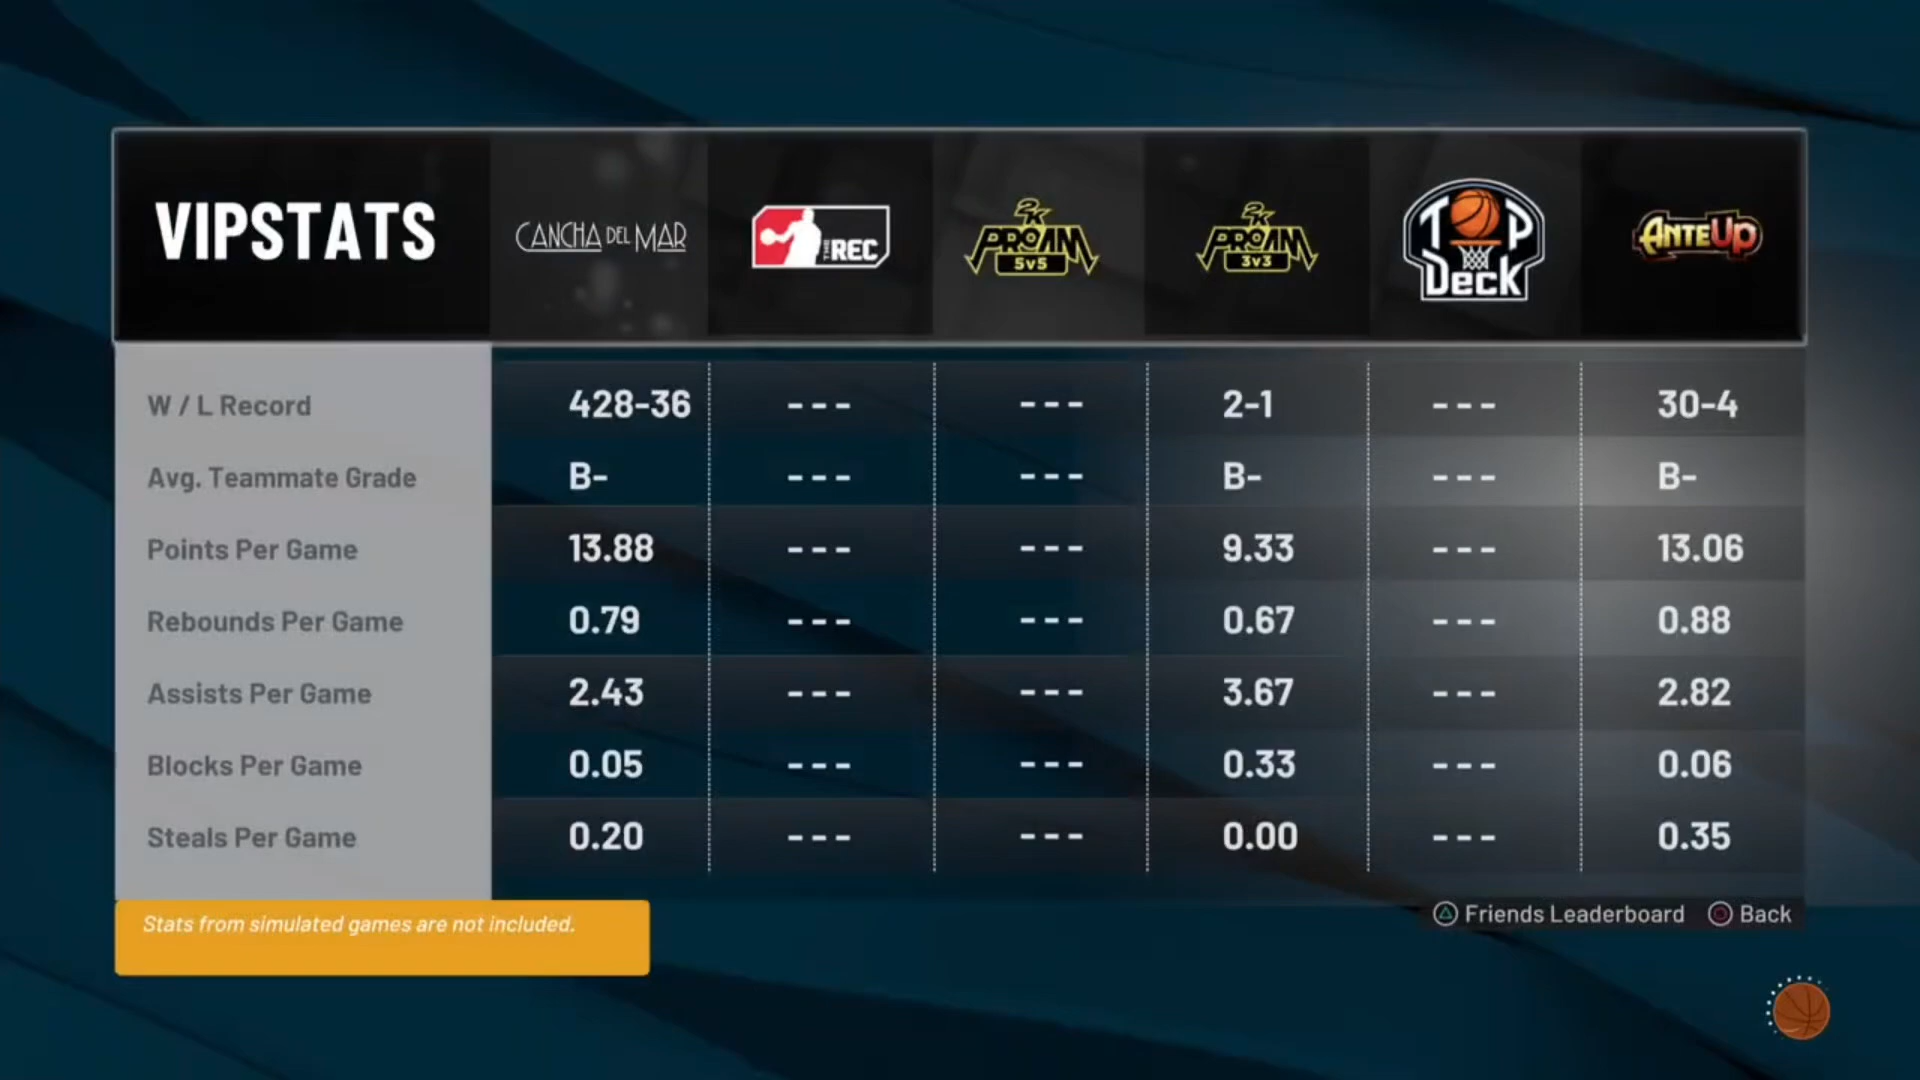 VIPSTATS CANCHA DEL MAR THE REC 2K PROAM 5v5 2K PROAM 3v3 TOP Deck ANTEUP
W / L Record 428-36 --- --- 2-1 --- 30-4
Avg. Teammate Grade B- --- --- B- --- B-
Points Per Game 13.88 --- --- 9.33 --- 13.06
Rebounds Per Game 0.79 --- --- 0.67 --- 0.88
Assists Per Game 2.43 --- --- 3.67 --- 2.82
Blocks Per Game 0.05 --- --- 0.33 --- 0.06
Steals Per Game 0.20 --- --- 0.00 --- 0.35
Stats from simulated games are not included.
Friends Leaderboard Back